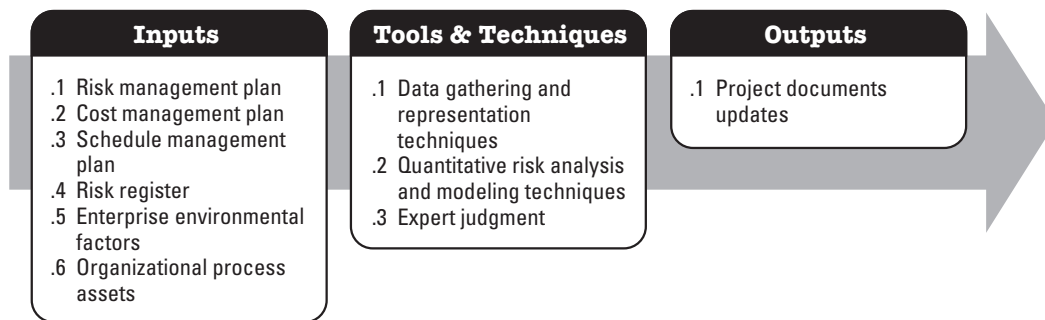 Inputs
.1 Risk management plan
.2 Cost management plan
.3 Schedule management
plan
.4 Risk register
.5 Enterprise environmental
factors
.6 Organizational process
assets
Tools & Techniques
.1 Data gathering and
representation
techniques
.2 Quantitative risk analysis
and modeling techniques
.3 Expert judgment
Outputs
.1 Project documents
updates